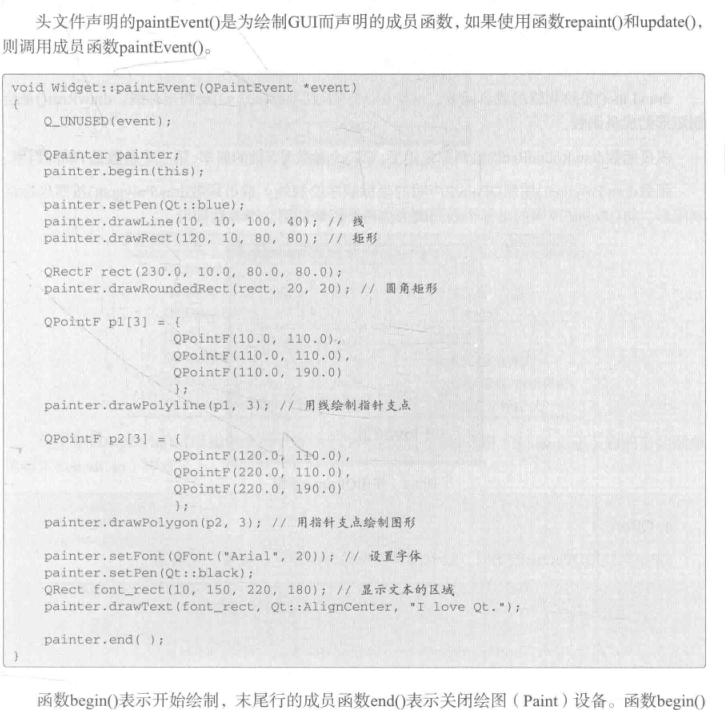 头文件声明的paintEvent()是为绘制GUI而声明的成员函数，如果使用函数repaint()和update()，
则调用成员函数paintEvent()。
void Widget::paintEvent(QPaintEvent *event)
{
Q_UNUSED(event);
QPainter painter;
painter.begin(this);
painter.setPen(Qt::blue);
painter.drawLine(10, 10, 100, 40); // 线
painter.drawRect(120, 10, 80, 80); // 矩形
QRectF rect(230.0, 10.0, 80.0, 80.0);
painter.drawRoundedRect(rect, 20, 20); // 圆角矩形
QPointF p1[3] = {
QPointF(10.0, 110.0),
QPointF(110.0, 110.0),
QPointF(110.0, 190.0)
};
painter.drawPolyline(p1, 3); // 用线绘制指针支点
QPointF p2[3] = {
QPointF(120.0, 110.0),
QPointF(220.0, 110.0),
QPointF(220.0, 190.0)
};
painter.drawPolygon(p2, 3); // 用指针支点绘制图形
painter.setFont(QFont("Arial", 20)); // 设置字体
painter.setPen(Qt::black);
QRect font_rect(10, 150, 220, 180); // 显示文本的区域
painter.drawText(font_rect, Qt::AlignCenter, "I love Qt.");
painter.end( );
}
函数begin()表示开始绘制，末尾行的成员函数end()表示关闭绘图（Paint）设备。函数begin()